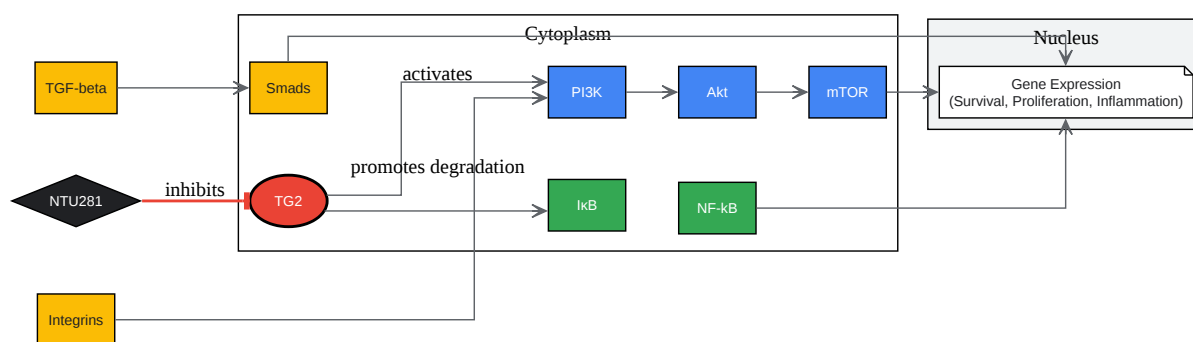 Cytoplasm
Nucleus
TGF-beta
Smads
activates
PI3K
Akt
mTOR
Gene Expression
(Survival, Proliferation, Inflammation)
promotes degradation
NTU281
inhibits
TG2
IκB
NF-kB
Integrins